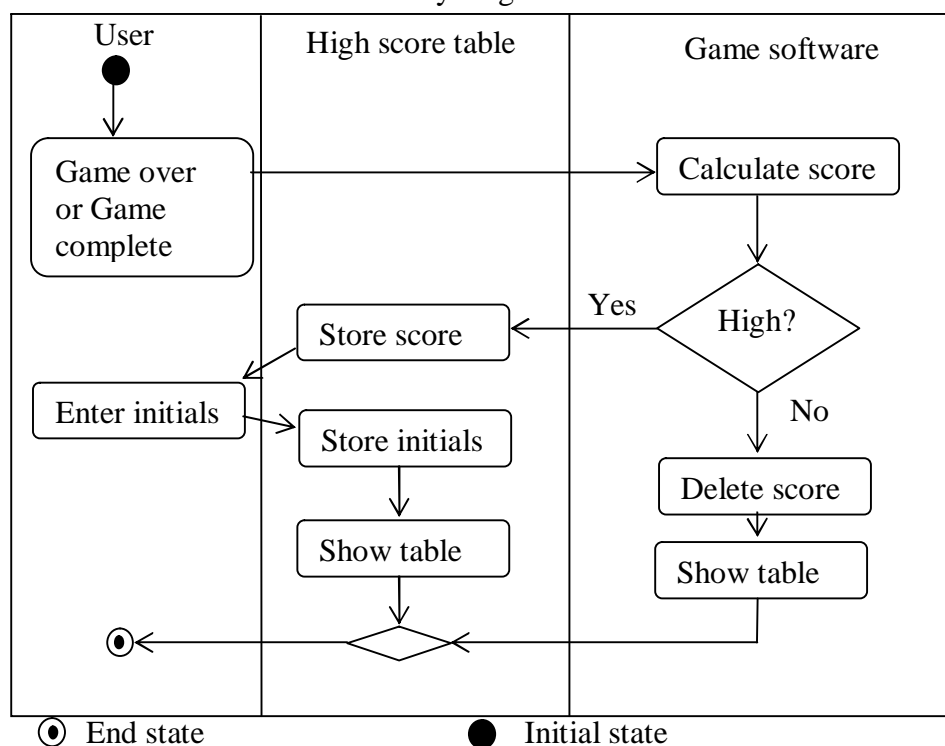 User
High score table
Game software
Game over
or Game
complete
Calculate score
High?
Yes
No
Store score
Enter initials
Store initials
Show table
Delete score
Show table
End state
Initial state